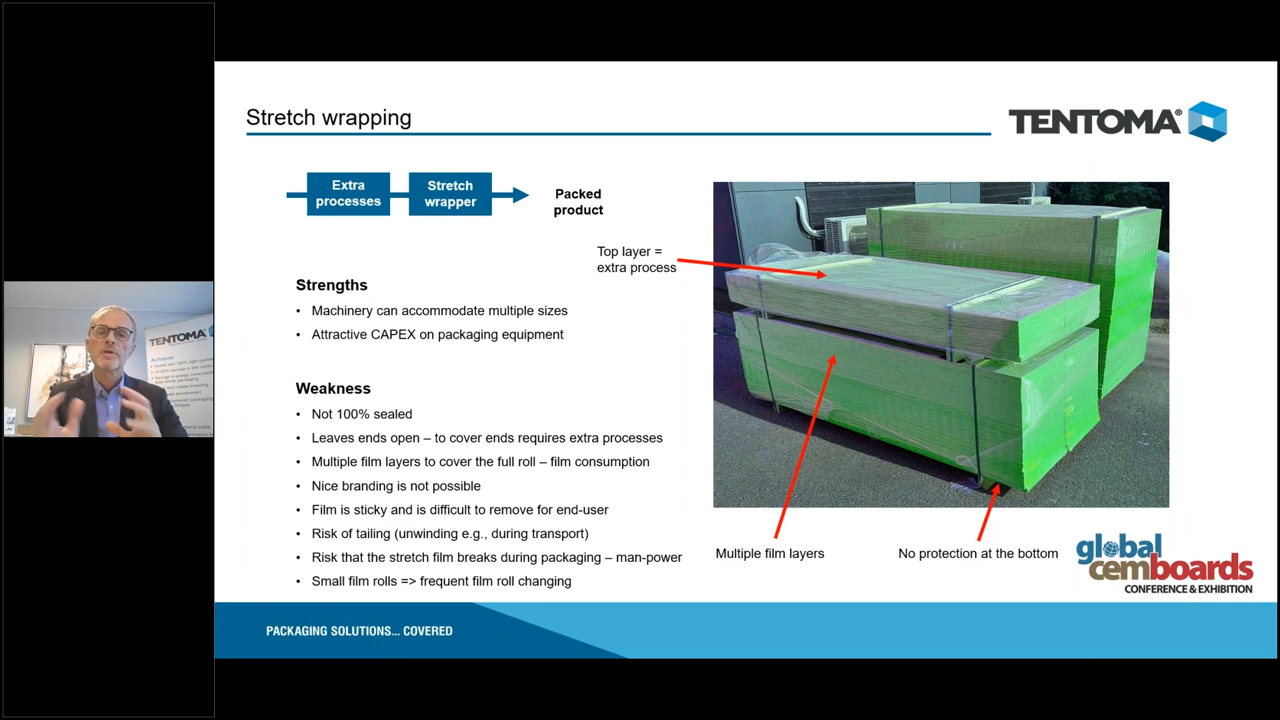 Stretch wrapping
TENTOMA®
Extra
processes
Stretch
wrapper
Packed
product
Top layer =
extra process
Strengths
• Machinery can accommodate multiple sizes
• Attractive CAPEX on packaging equipment
Weakness
• Not 100% sealed
• Leaves ends open – to cover ends requires extra processes
• Multiple film layers to cover the full roll – film consumption
• Nice branding is not possible
• Film is sticky and is difficult to remove for end-user
• Risk of tailing (unwinding e.g., during transport)
• Risk that the stretch film breaks during packaging – man-power
• Small film rolls => frequent film roll changing
Multiple film layers
No protection at the bottom
global
cemboards
CONFERENCE & EXHIBITION
PACKAGING SOLUTIONS... COVERED
TENTOMA
Achieve: